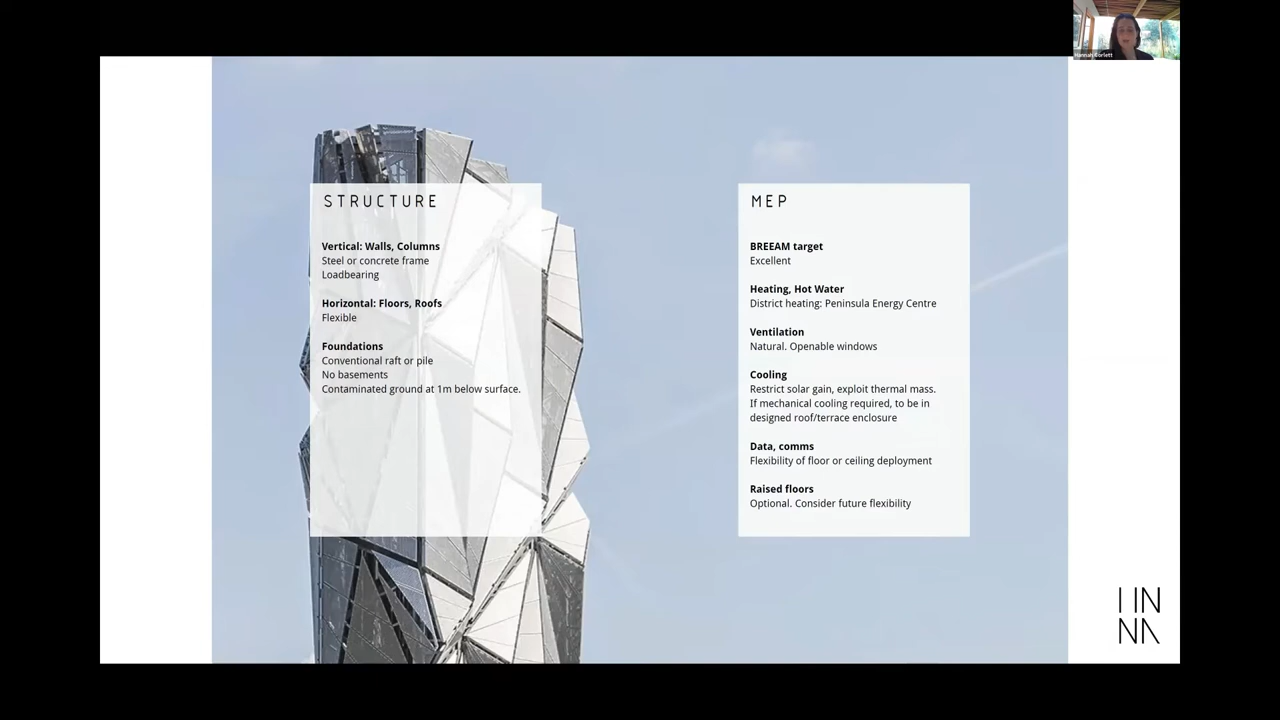 Hannah Corlett
STRUCTURE
Vertical: Walls, Columns
Steel or concrete frame
Loadbearing
Horizontal: Floors, Roofs
Flexible
Foundations
Conventional raft or pile
No basements
Contaminated ground at 1m below surface.
MEP
BREEAM target
Excellent
Heating, Hot Water
District heating: Peninsula Energy Centre
Ventilation
Natural. Openable windows
Cooling
Restrict solar gain, exploit thermal mass.
If mechanical cooling required, to be in
designed roof/terrace enclosure
Data, comms
Flexibility of floor or ceiling deployment
Raised floors
Optional. Consider future flexibility